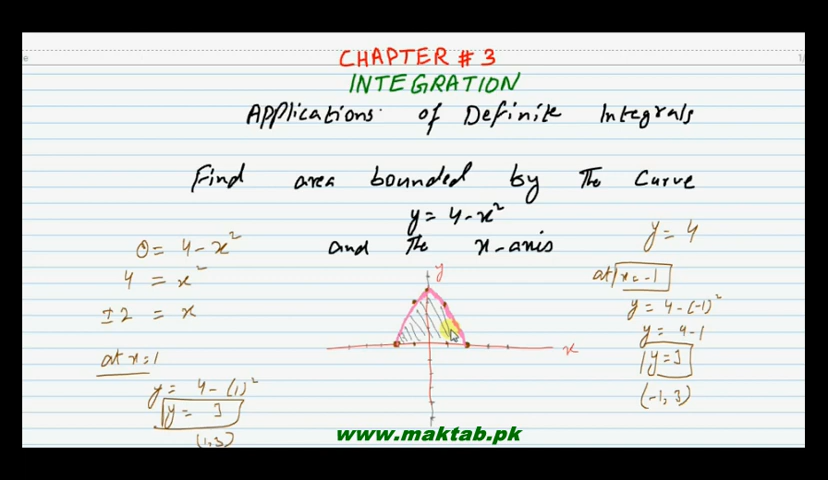 CHAPTER # 3
INTEGRATION
Applications of Definite Integrals
Find area bounded by The Curve
y = 4-x²
and the x-axis
0 = 4-x²
4 = x²
±2 = x
at x=1
y = 4-(1)²
y = 3
(1,3)
y
x
y = 4
at x=-1
y = 4-(-1)²
y = 4-1
y = 3
(-1, 3)
www.maktab.pk